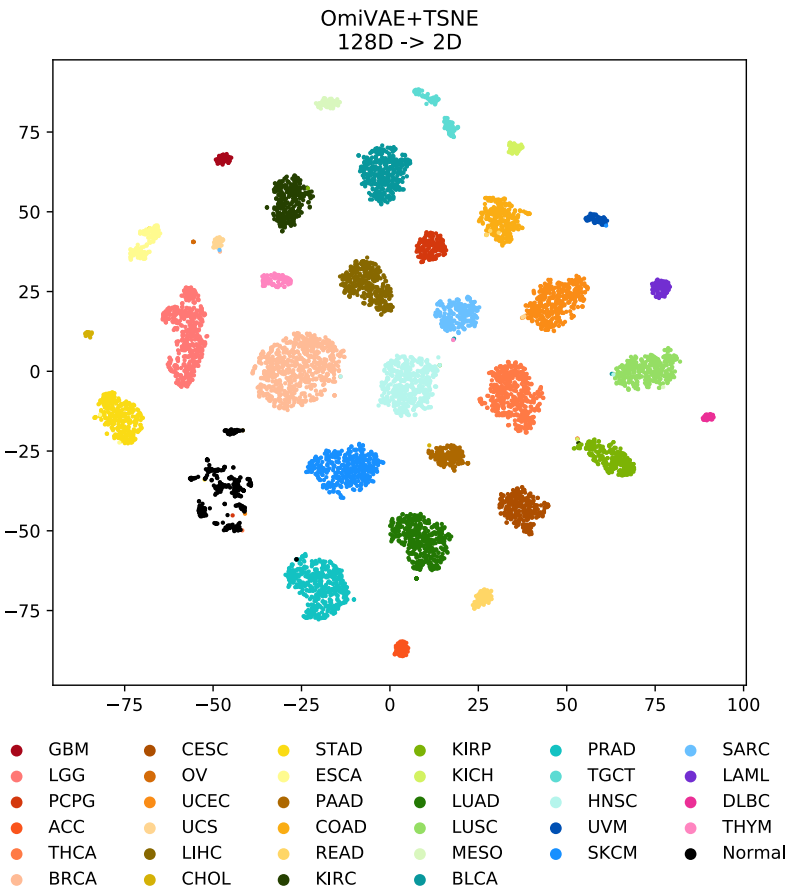 OmiVAE+TSNE
128D -> 2D
75
50
25
0
−25
−50
−75
−75 −50 −25 0 25 50 75 100
GBM CESC STAD KIRP PRAD SARC
LGG OV ESCA KICH TGCT LAML
PCPG UCEC PAAD LUAD HNSC DLBC
ACC UCS COAD LUSC UVM THYM
THCA LIHC READ MESO SKCM Normal
BRCA CHOL KIRC BLCA